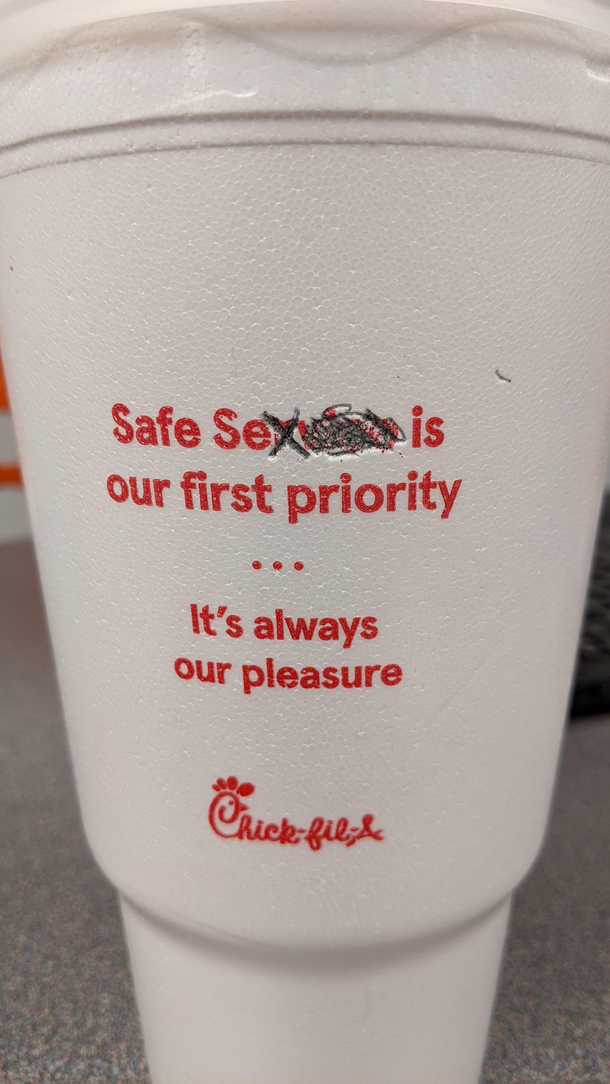 Safe Sex is
our first priority
...
It's always
our pleasure
Chick-fil-A